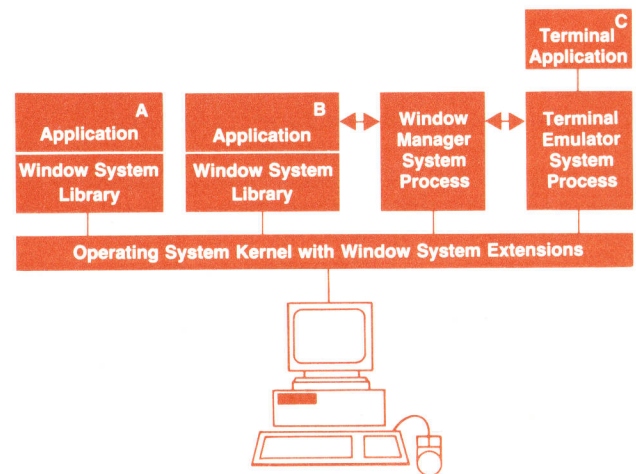 C
Terminal
Application
A
Application
Window System
Library
B
Application
Window System
Library
Window
Manager
System
Process
Terminal
Emulator
System
Process
Operating System Kernel with Window System Extensions